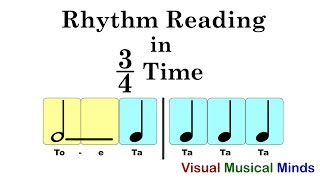 Rhythm Reading
in
3/4 Time
To - e Ta Ta Ta Ta
Visual Musical Minds